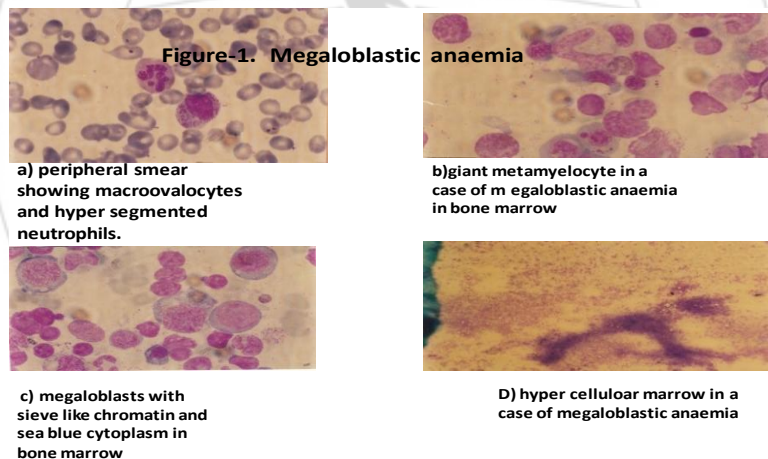 Figure-1. Megaloblastic anaemia
a) peripheral smear
showing macroovalocytes
and hyper segmented
neutrophils.
b)giant metamyelocyte in a
case of m egaloblastic anaemia
in bone marrow
c) megaloblasts with
sieve like chromatin and
sea blue cytoplasm in
bone marrow
D) hyper celluloar marrow in a
case of megaloblastic anaemia